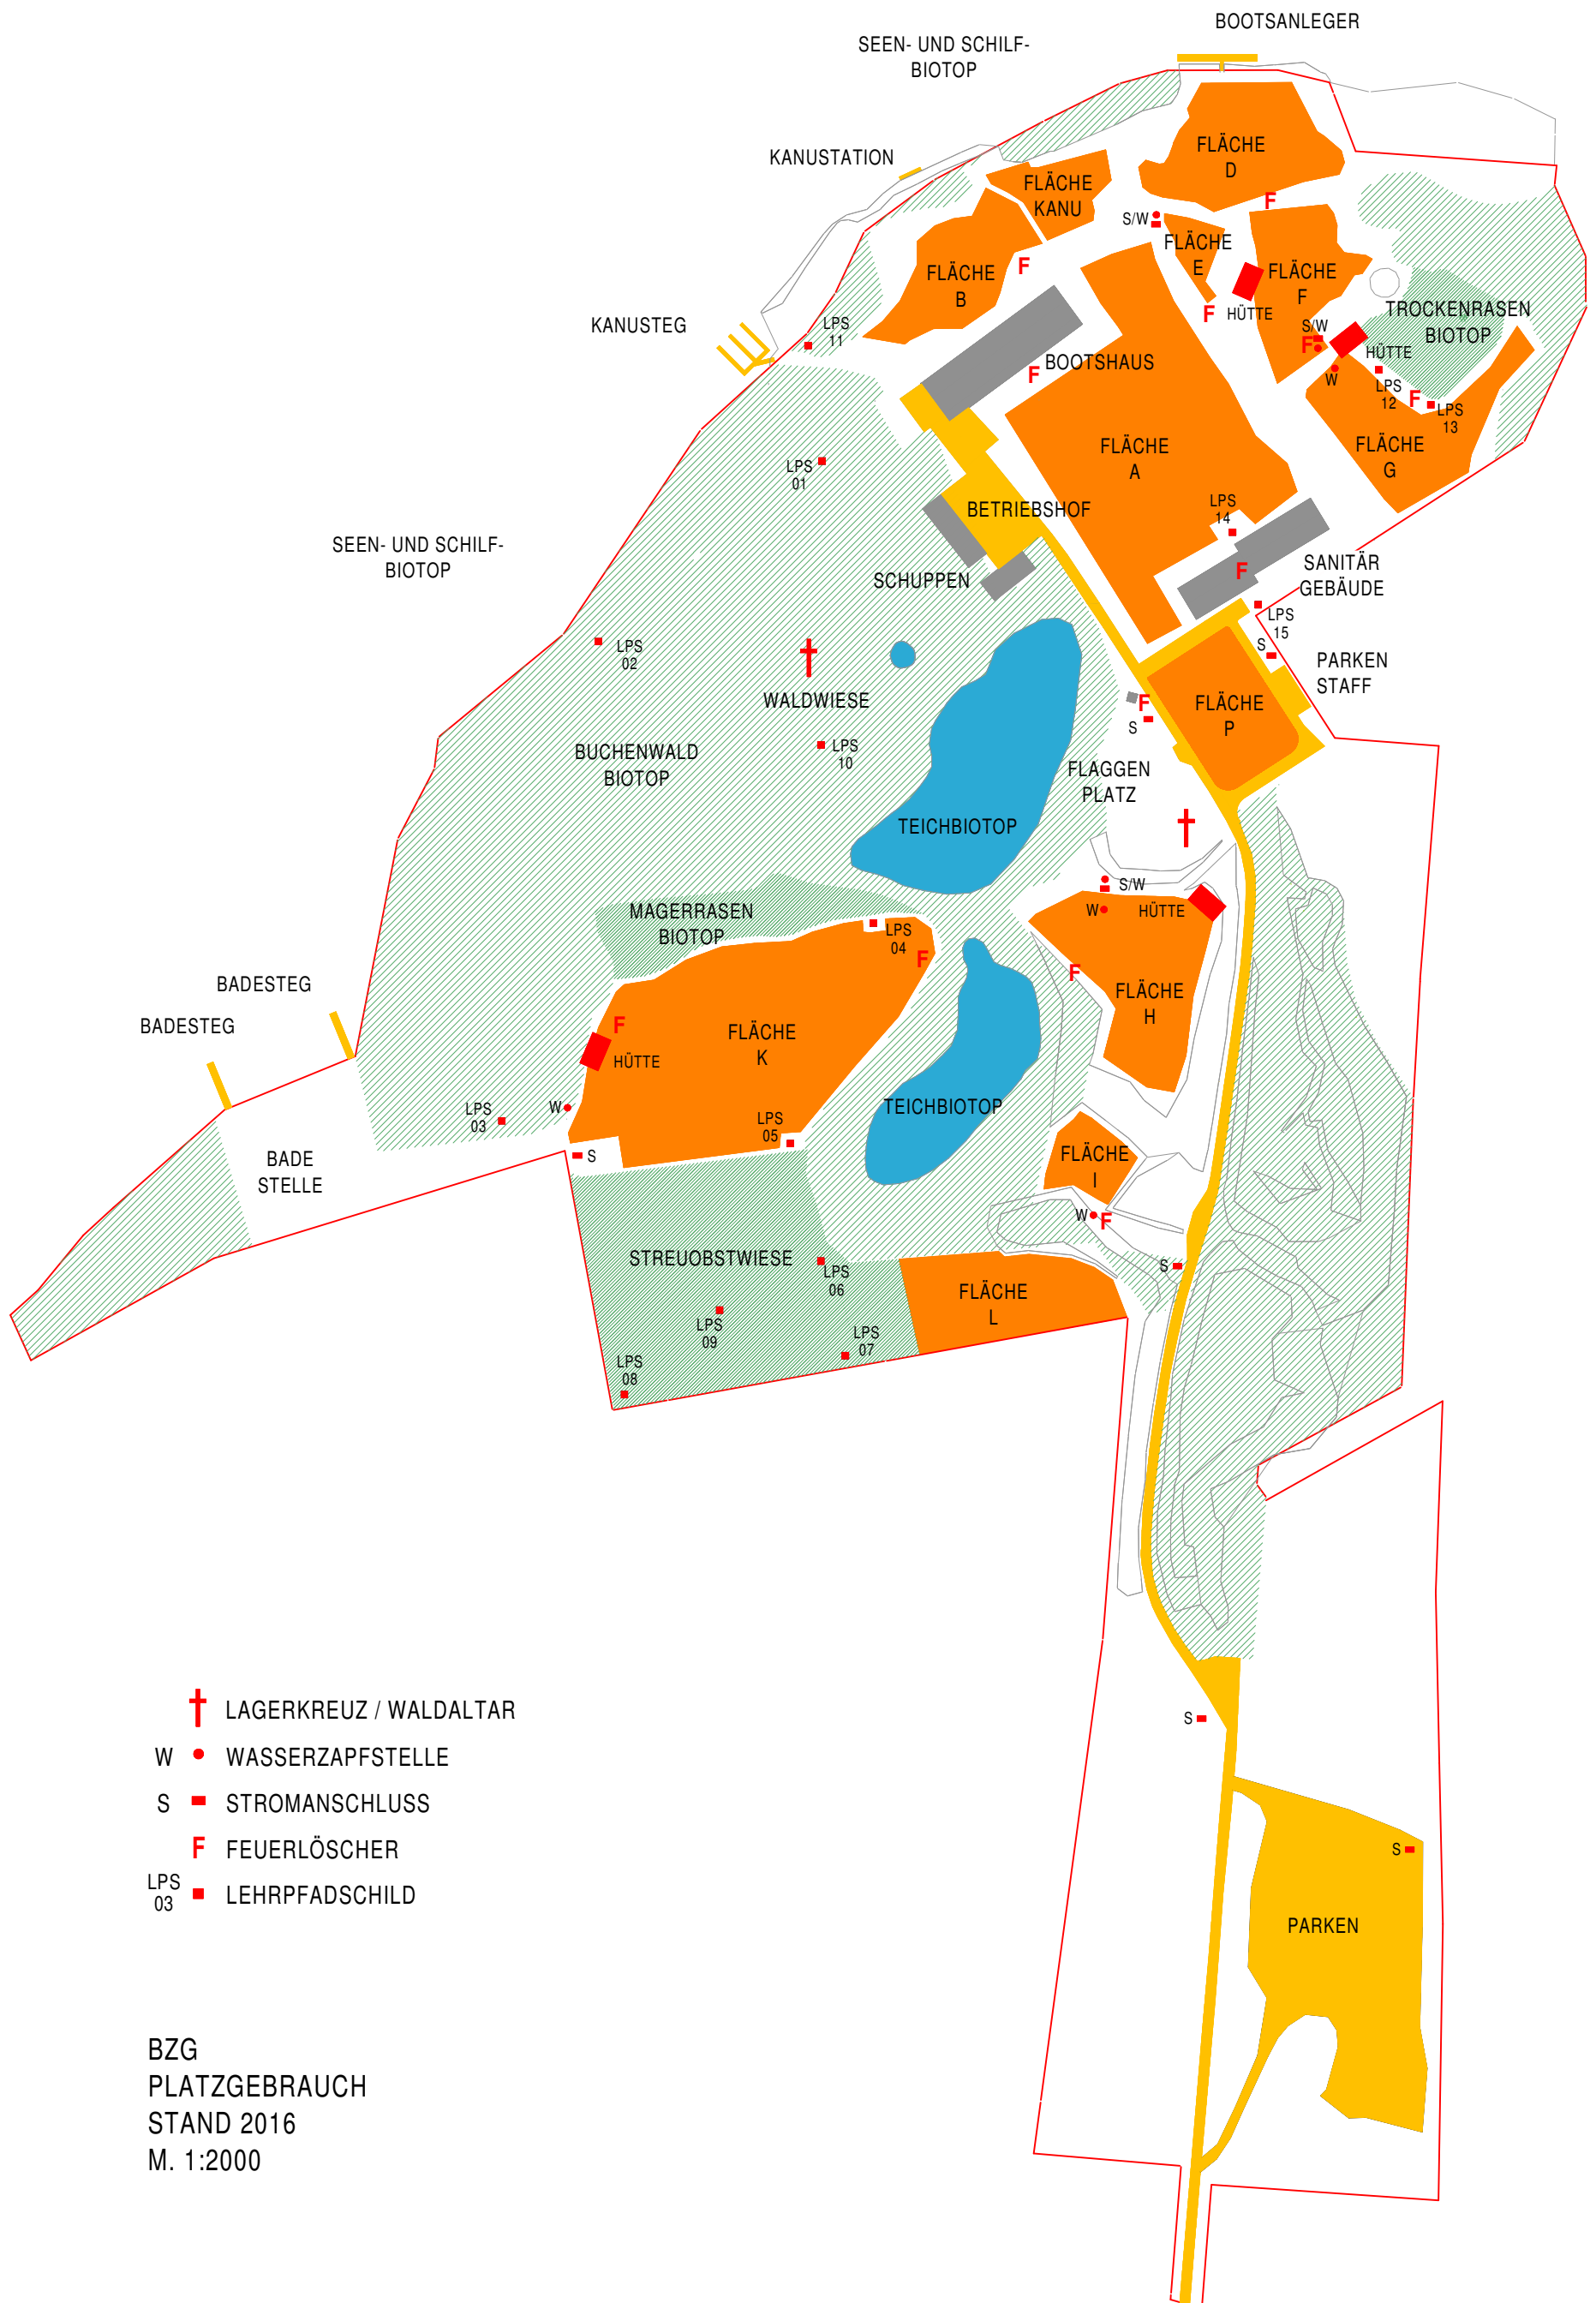 BOOTSANLEGER
SEEN- UND SCHILF-
BIOTOP
KANUSTATION
FLÄCHE
D
FLÄCHE
KANU
F
S/W
FLÄCHE
E
FLÄCHE
B
F
FLÄCHE
F
HÜTTE
F
TROCKENRASEN
BIOTOP
KANUSTEG
LPS
11
S/W
F
HÜTTE
BOOTSHAUS
F
W
LPS
12
F
LPS
13
FLÄCHE
A
FLÄCHE
G
LPS
01
BETRIEBSHOF
LPS
14
SEEN- UND SCHILF-
BIOTOP
SCHUPPEN
F
SANITÄR
GEBÄUDE
LPS
15
LPS
02
S
PARKEN
STAFF
WALDWIESE
F
S
FLÄCHE
P
BUCHENWALD
BIOTOP
LPS
10
FLAGGEN
PLATZ
TEICHBIOTOP
S/W
W
HÜTTE
MAGERRASEN
BIOTOP
LPS
04
F
F
BADESTEG
BADESTEG
FLÄCHE
H
F
HÜTTE
FLÄCHE
K
W
LPS
03
LPS
05
TEICHBIOTOP
S
BADE
STELLE
FLÄCHE
I
W
F
STREUOBSTWIESE
S
LPS
06
FLÄCHE
L
LPS
09
LPS
07
LPS
08
S
S
PARKEN
LAGERKREUZ / WALDALTAR
W WASSERZAPFSTELLE
S STROMANSCHLUSS
F FEUERLÖSCHER
LPS
03
LEHRPFADSCHILD
BZG
PLATZGEBRAUCH
STAND 2016
M. 1:2000